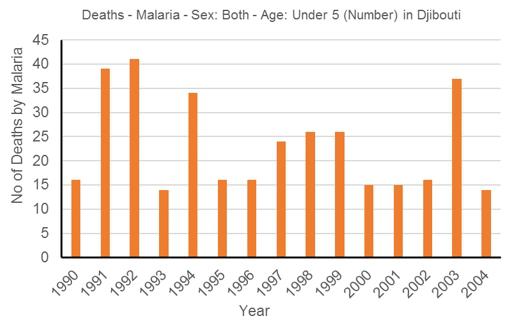 Deaths - Malaria - Sex: Both - Age: Under 5 (Number) in Djibouti
No of Deaths by Malaria
45
40
35
30
25
20
15
10
5
0
1990 1991 1992 1993 1994 1995 1996 1997 1998 1999 2000 2001 2002 2003 2004
Year